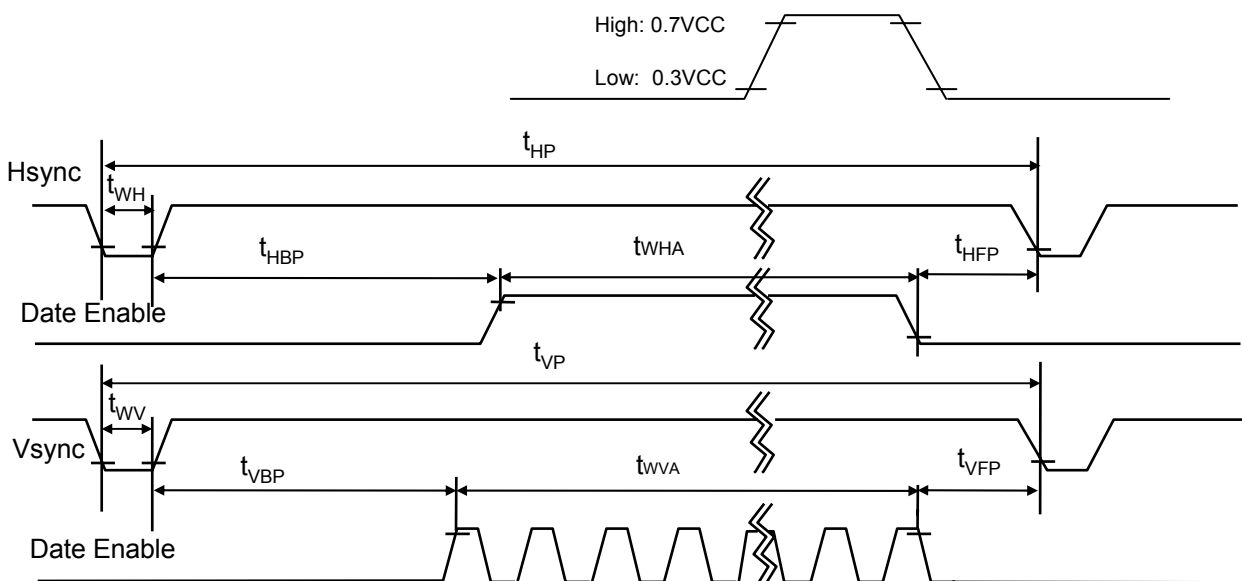 High: 0.7VCC
Low: 0.3VCC
tHP
Hsync
tWH
tHBP
tWHA
tHFP
Date Enable
tVP
tWV
Vsync
tVBP
tWVA
tVFP
Date Enable